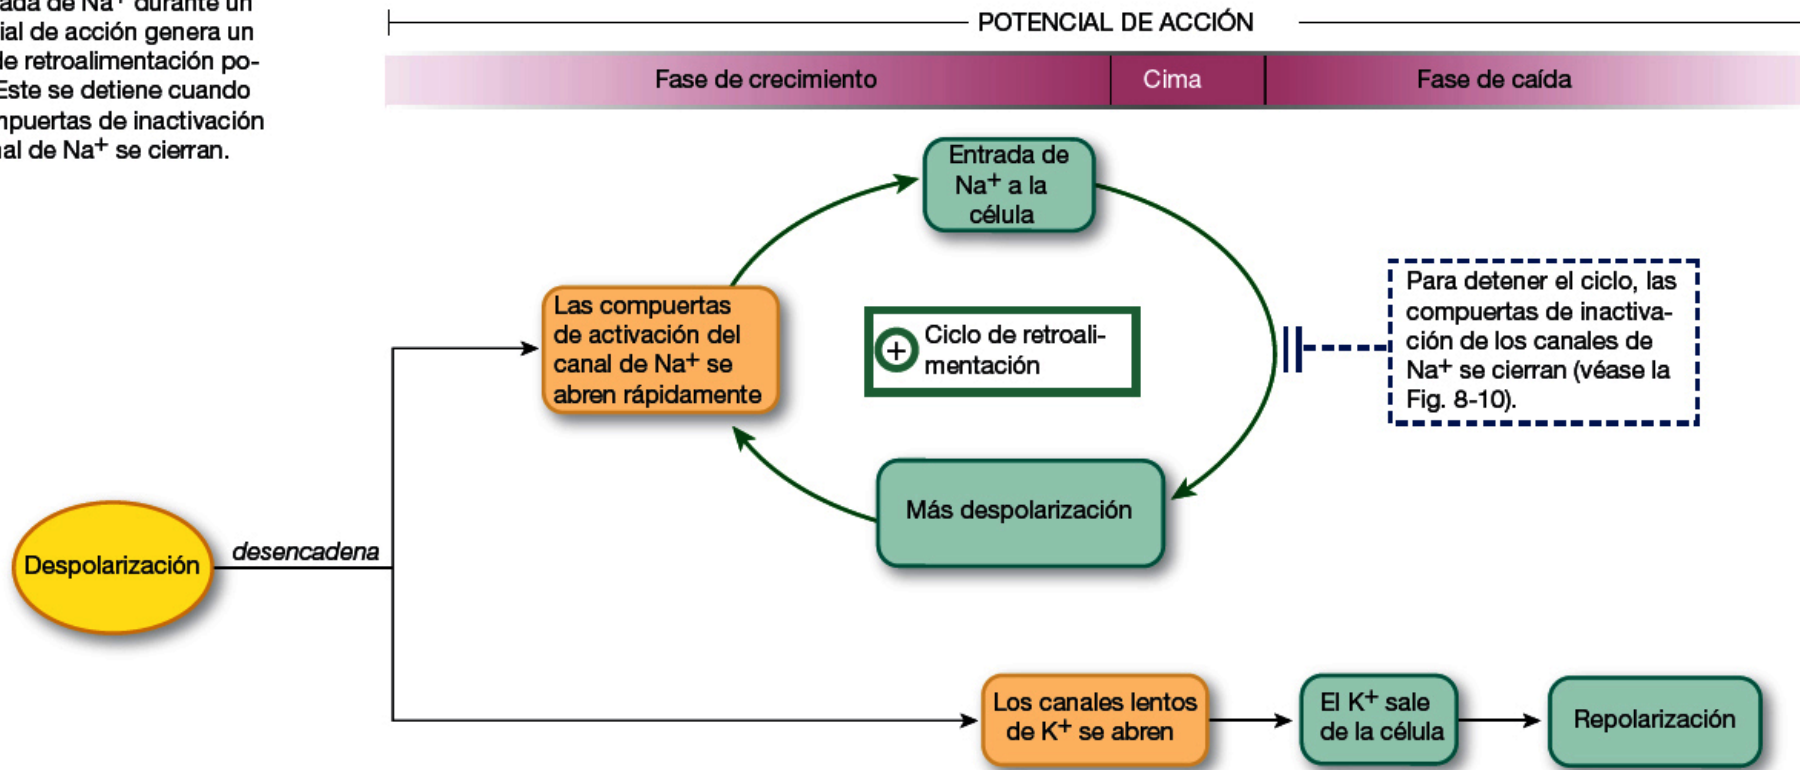 durante un
de acción genera un
de retroalimentación po-
Este se detiene cuando
de inactivación
de Na+ se cierran.
POTENCIAL DE ACCIÓN
Fase de crecimiento
Cima
Fase de caída
Entrada de
Na+ a la
célula
Las compuertas
de activación del
canal de Na+ se
abren rápidamente
+
Ciclo de retroali-
mentación
Para detener el ciclo, las
compuertas de inactiva-
ción de los canales de
Na+ se cierran (véase la
Fig. 8-10).
Más despolarización
Despolarización
desencadena
Los canales lentos
de K+ se abren
El K+ sale
de la célula
Repolarización